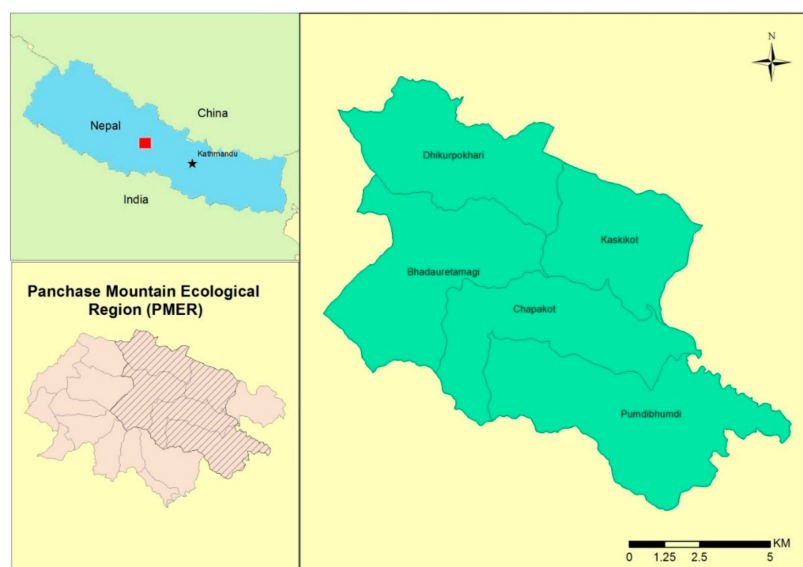 China
Nepal
Kathmandu
India
Panchase Mountain Ecological
Region (PMER)
N
Dhikurpokhari
Kaskikot
Bhadauretamagi
Chapakot
Pumdibhumdi
KM
0 1.25 2.5 5